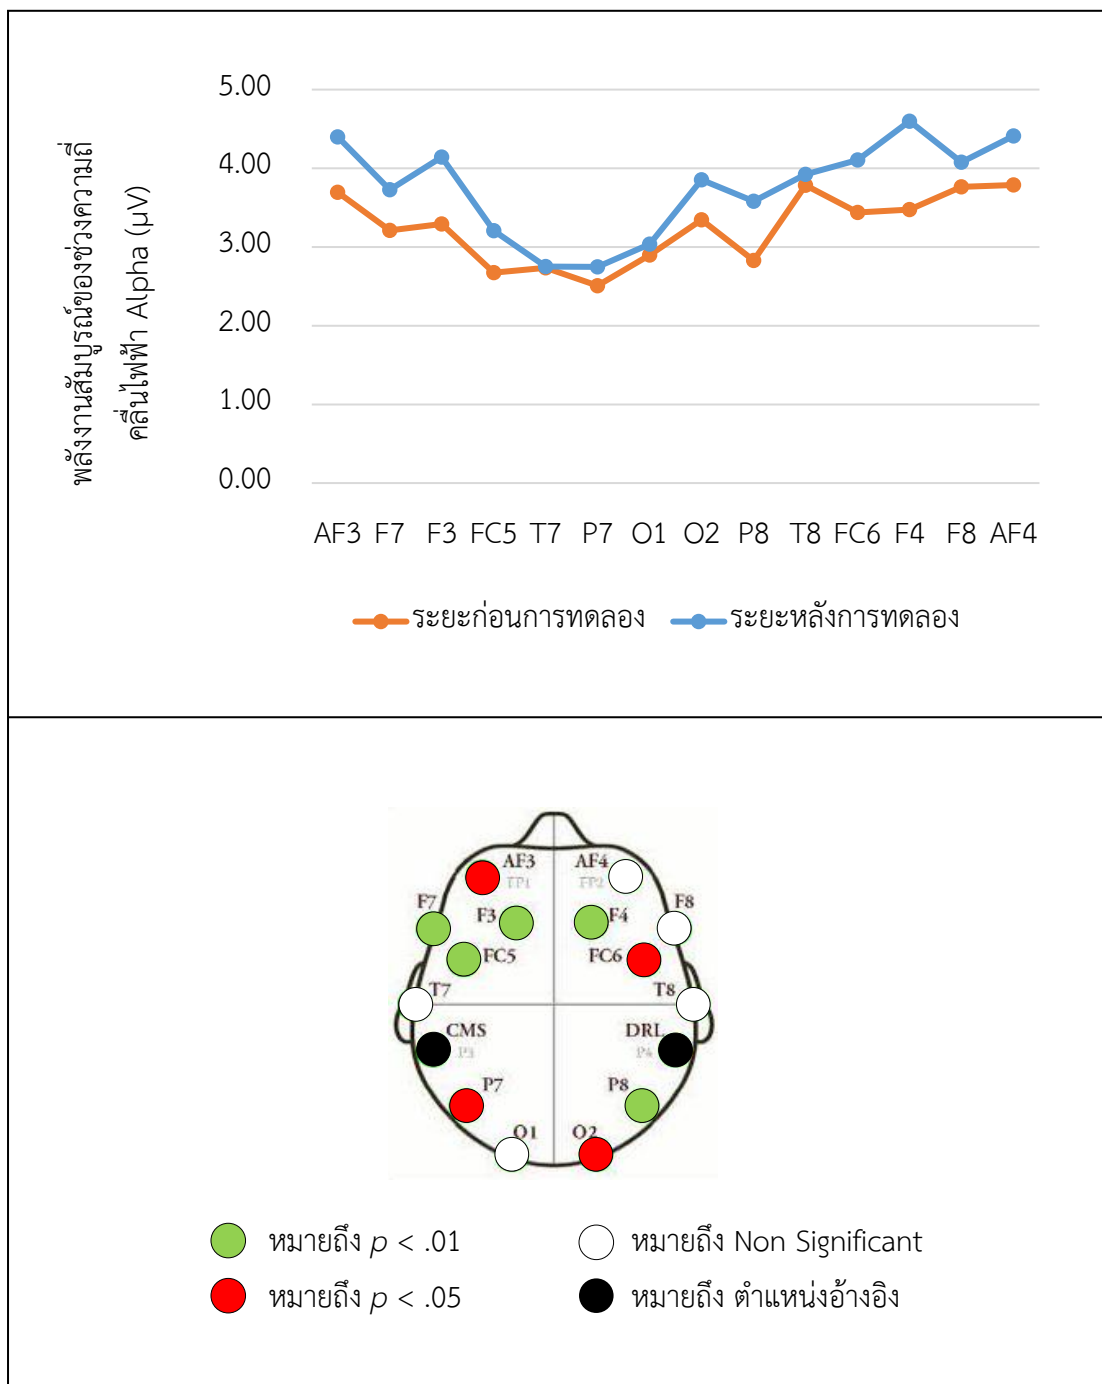 พลังงานสัมบูรณ์ของช่วงความถี่
คลื่นไฟฟ้า Alpha (µV)
5.00
4.00
3.00
2.00
1.00
0.00
AF3 F7 F3 FC5 T7 P7 O1 O2 P8 T8 FC6 F4 F8 AF4
ระยะก่อนการทดลอง ระยะหลังการทดลอง
AF3 AF4
FP1 FP2
F7 F3 F4 F8
FC5 FC6
T7 T8
CMS DRL
P3 P4
P7 P8
O1 O2
หมายถึง p < .01 หมายถึง Non Significant
หมายถึง p < .05 หมายถึง ตำแหน่งอ้างอิง